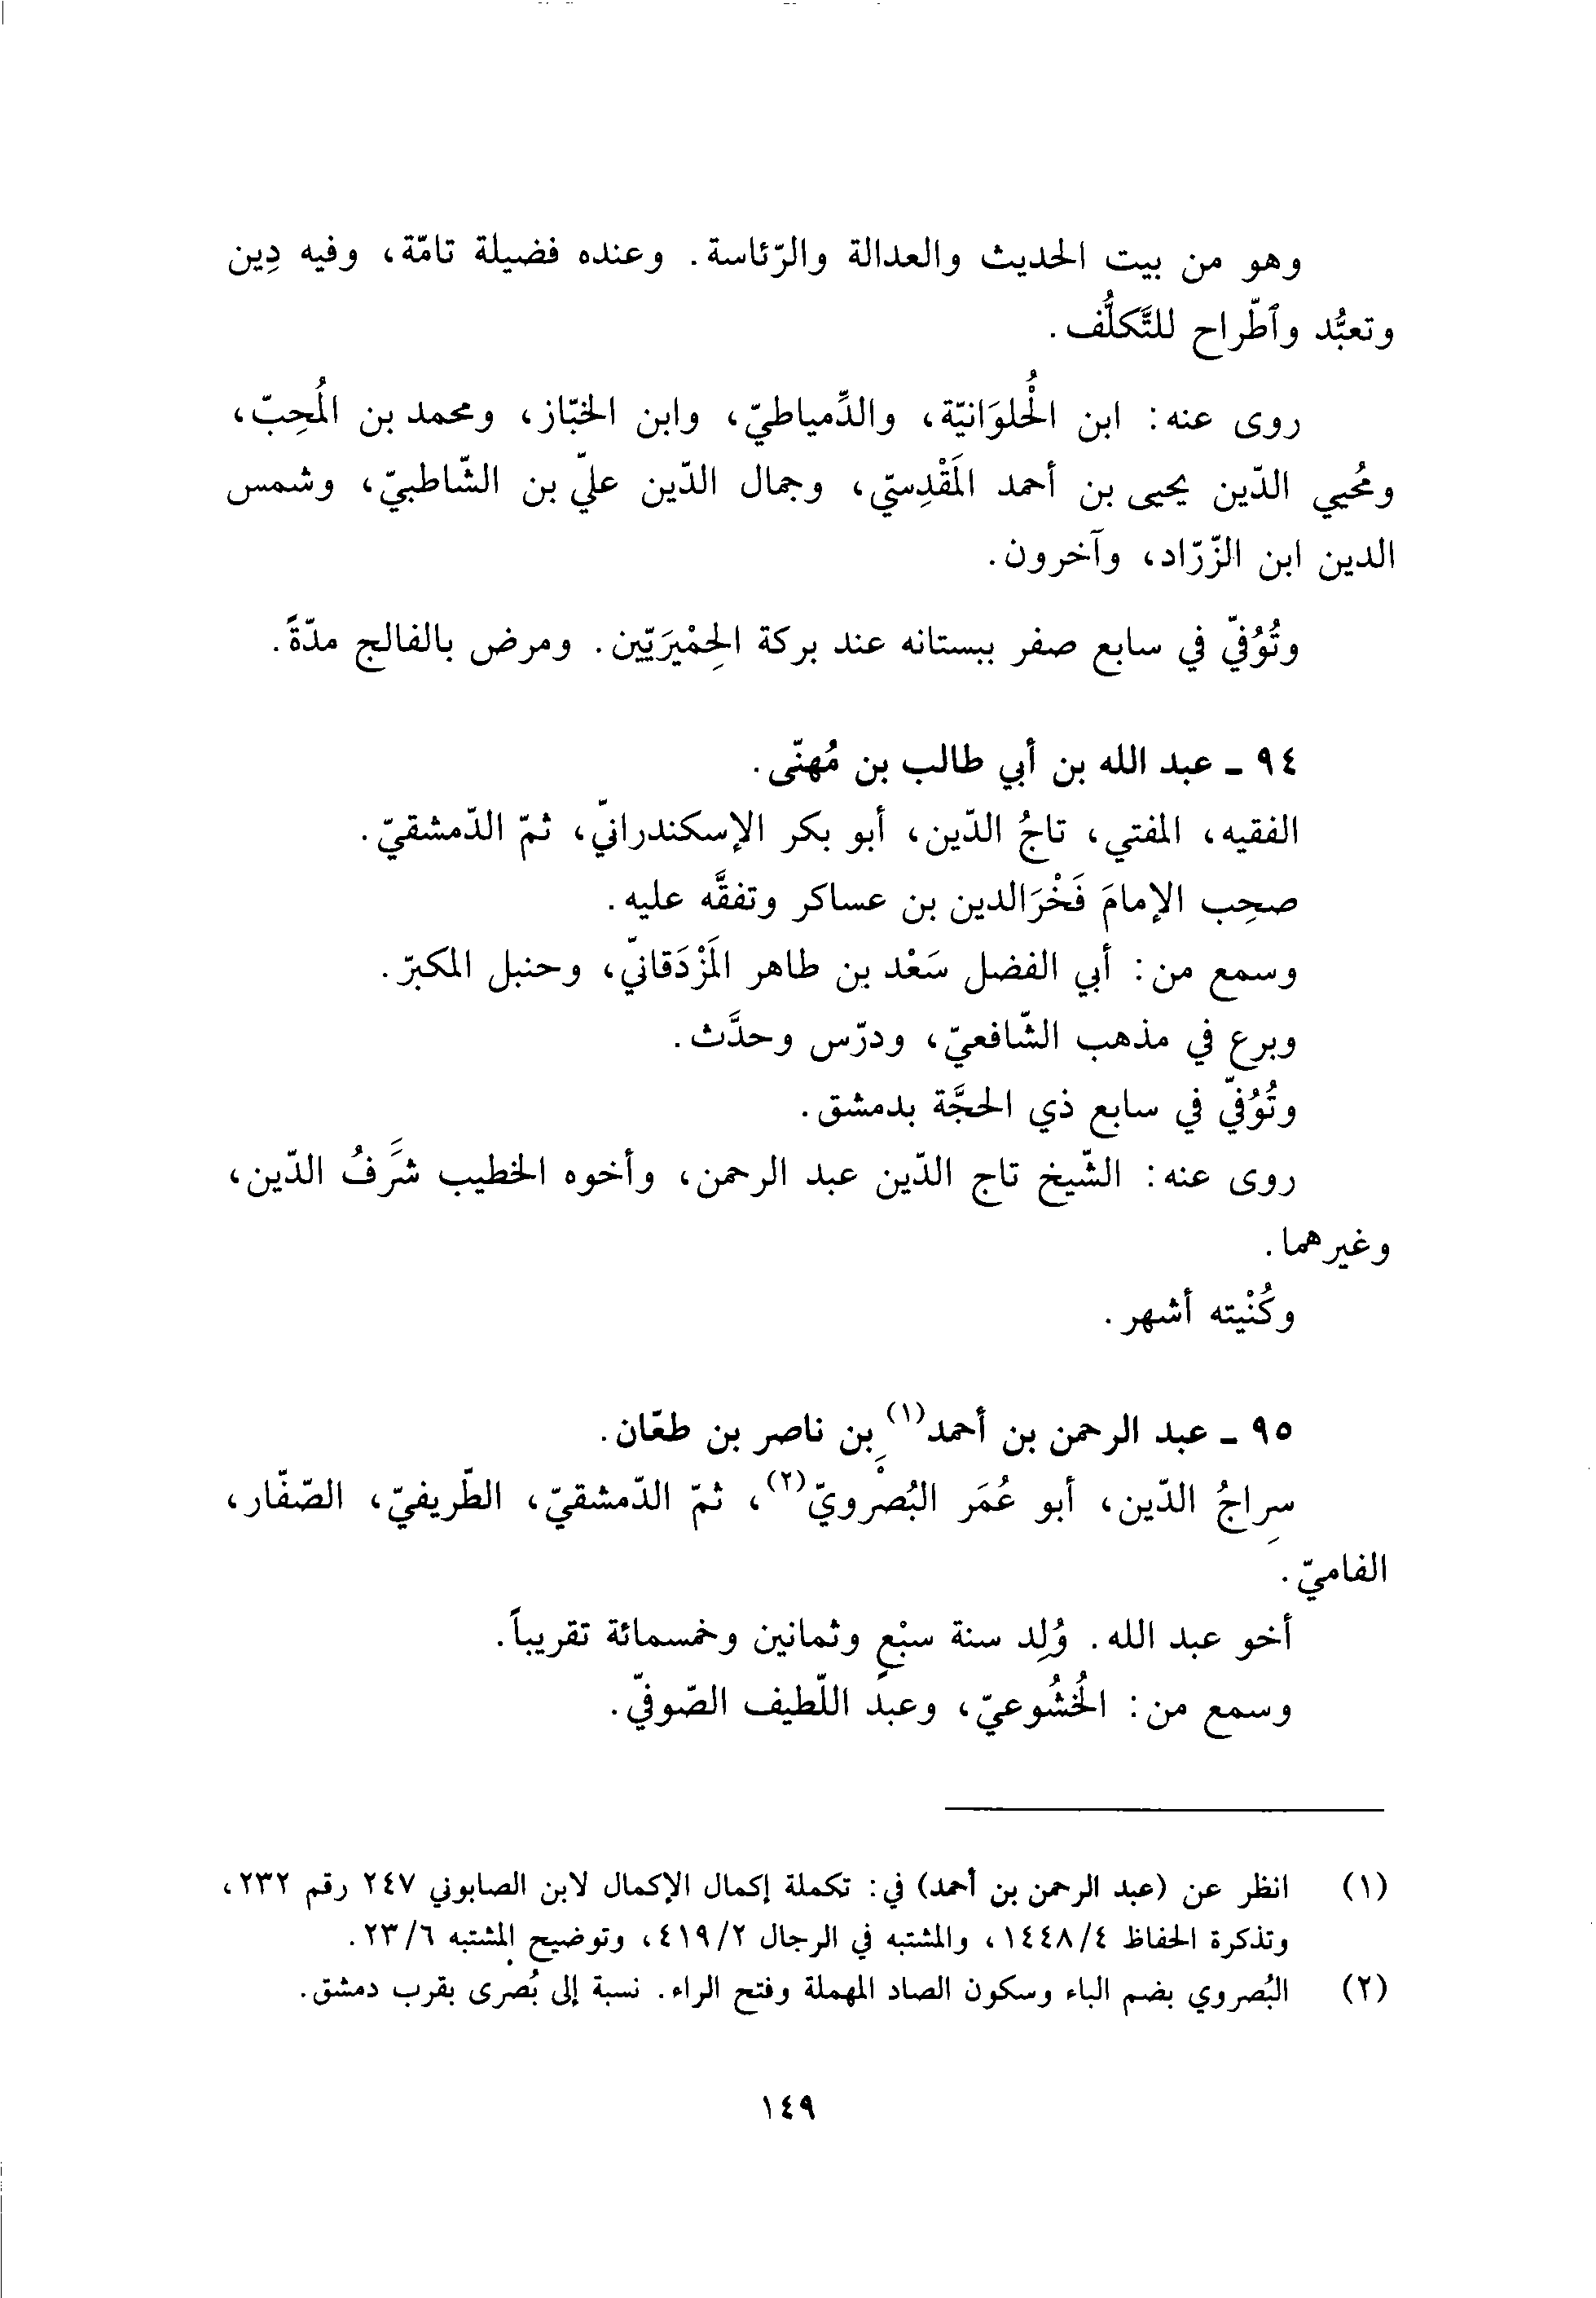 وهو من بيت الحديث والعدالة والرّئاسة. وعنده فضيلة تامّة، وفيه دِين
وتعبُّد وٱطّراح للتَّكلُّف.
روى عنه: ابن الْحُلوَانيّة، والدِّمياطيّ، وابن الخبّاز، ومحمد بن المُحِبّ،
ومُحيي الدّين يحيى بن أحمد المَقْدِسيّ، وجمال الدّين عليّ بن الشّاطبيّ، وشمس
الدين ابن الزّرّاد، وآخرون.
وتُوُفّي في سابع صفر ببستانه عند بركة الحِمْيَريّين. ومرض بالفالج مدّةً.
٩٤ - عبد الله بن أبي طالب بن مُهنّى.
الفقيه، المفتي، تاجُ الدّين، أبو بكر الإسكندرانيّ، ثمّ الدّمشقيّ.
صحِب الإمامَ فَخْرَالدين بن عساكر وتفقَّه عليه.
وسمع من: أبي الفضل سَعْد بن طاهر المَزْدَقانيّ، وحنبل المكبرّ.
وبرع في مذهب الشّافعيّ، ودرّس وحدَّث.
وتُوُفّي في سابع ذي الحجَّة بدمشق.
روى عنه: الشّيخ تاج الدّين عبد الرحمن، وأخوه الخطيب شَرَفُ الدّين،
وغيرهما.
وكُنْيته أشهر.
٩٥ - عبد الرحمن بن أحمد(١) بن ناصر بن طعّان.
سِراجُ الدّين، أبو عُمَر البُصْرويّ(٢)، ثمّ الدّمشقيّ، الطّريفيّ، الصّفّار،
الفاميّ.
أخو عبد الله. وُلِد سنة سبْعٍ وثمانين وخمسمائة تقريباً.
وسمع من: الخُشُوعيّ، وعبد اللّطيف الصّوفيّ.
(١) انظر عن (عبد الرحمن بن أحمد) في: تكملة إكمال الإكمال لابن الصابوني ٢٤٧ رقم ٢٣٢،
وتذكرة الحفاظ ١٤٤٨/٤، والمشتبه في الرجال ٤١٩/٢، وتوضيح المشتبه ٢٣/٦.
(٢) البُصروي بضم الباء وسكون الصاد المهملة وفتح الراء. نسبة إلى بُصرى بقرب دمشق.
١٤٩